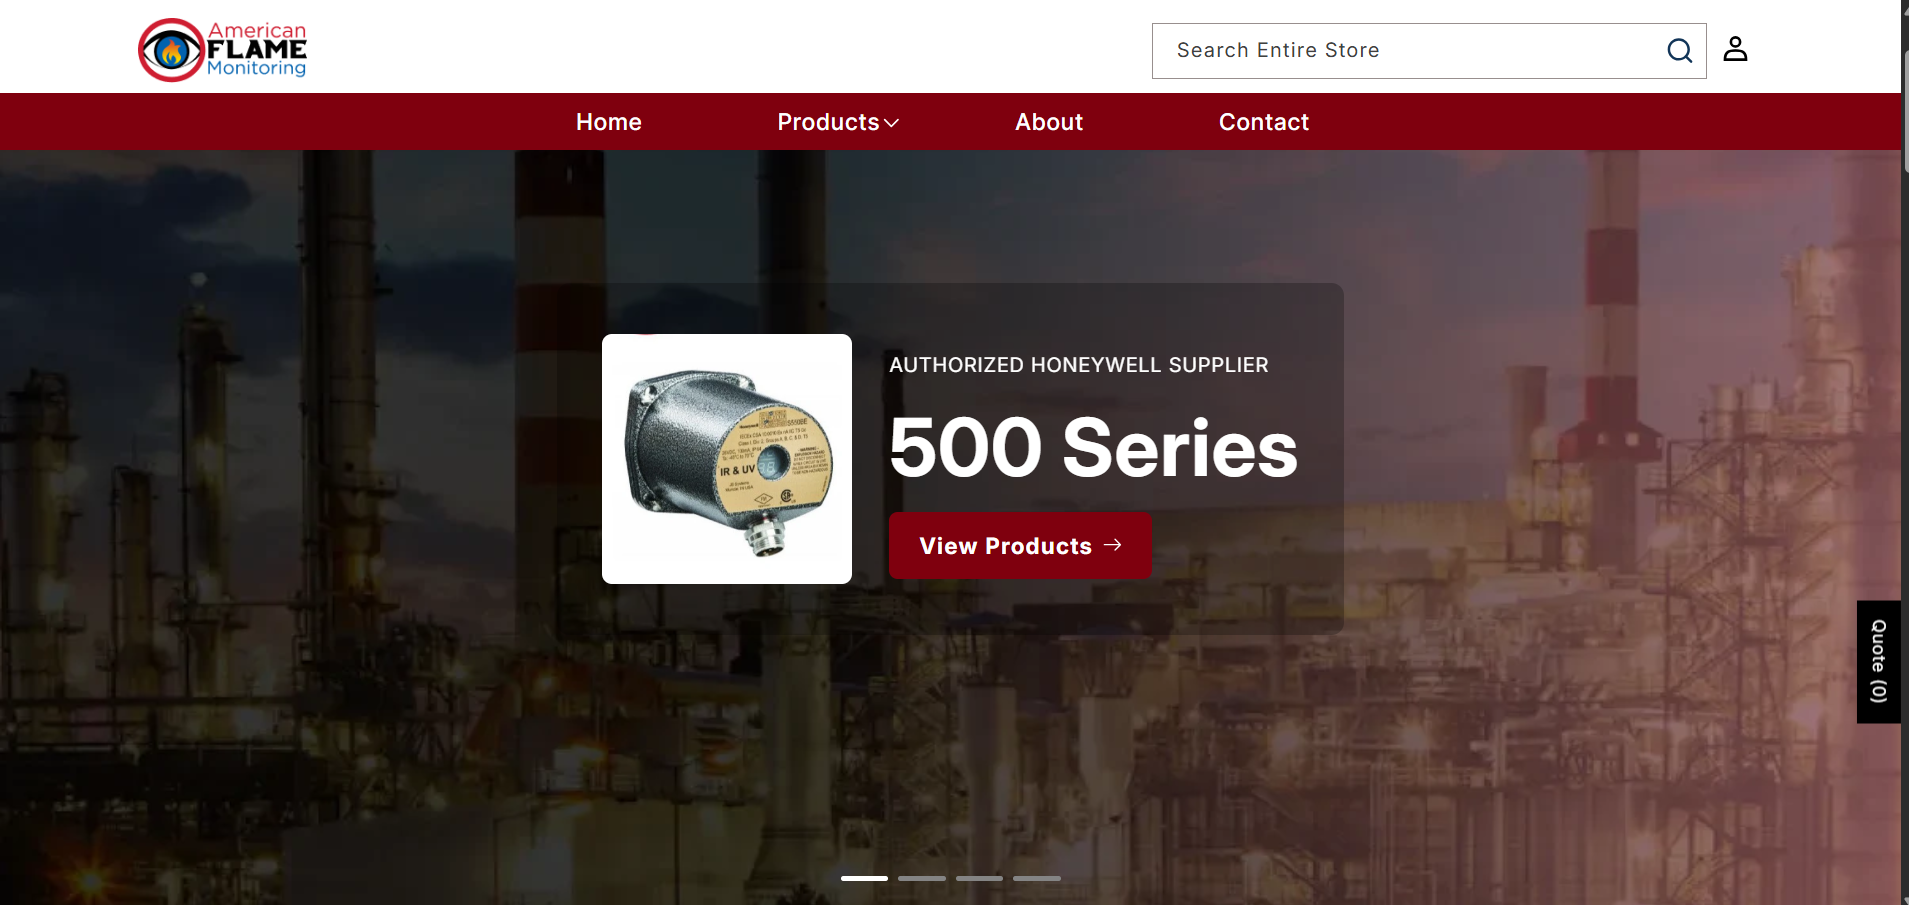 American
FLAME
Monitoring
Search Entire Store
Home
Products
About
Contact
AUTHORIZED HONEYWELL SUPPLIER
500 Series
View Products
IR & UV
Quote (0)